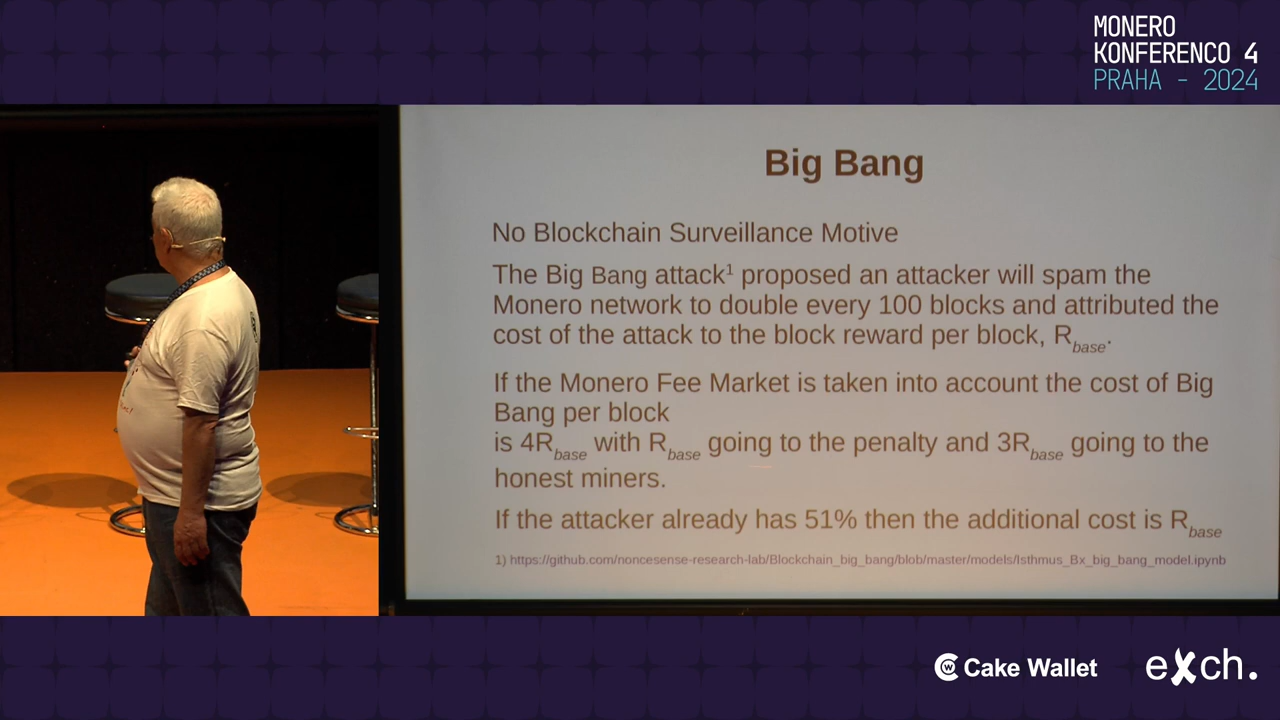 MONERO
KONFERENCO 4
PRAHA - 2024
Big Bang
No Blockchain Surveillance Motive
The Big Bang attack1 proposed an attacker will spam the
Monero network to double every 100 blocks and attributed the
cost of the attack to the block reward per block, Rbase.
If the Monero Fee Market is taken into account the cost of Big
Bang per block
is 4Rbase with Rbase going to the penalty and 3Rbase going to the
honest miners.
If the attacker already has 51% then the additional cost is Rbase
1) https://github.com/noncesense-research-lab/Blockchain_big_bang/blob/master/models/Isthmus_Bx_big_bang_model.ipynb
Cake Wallet
exch.